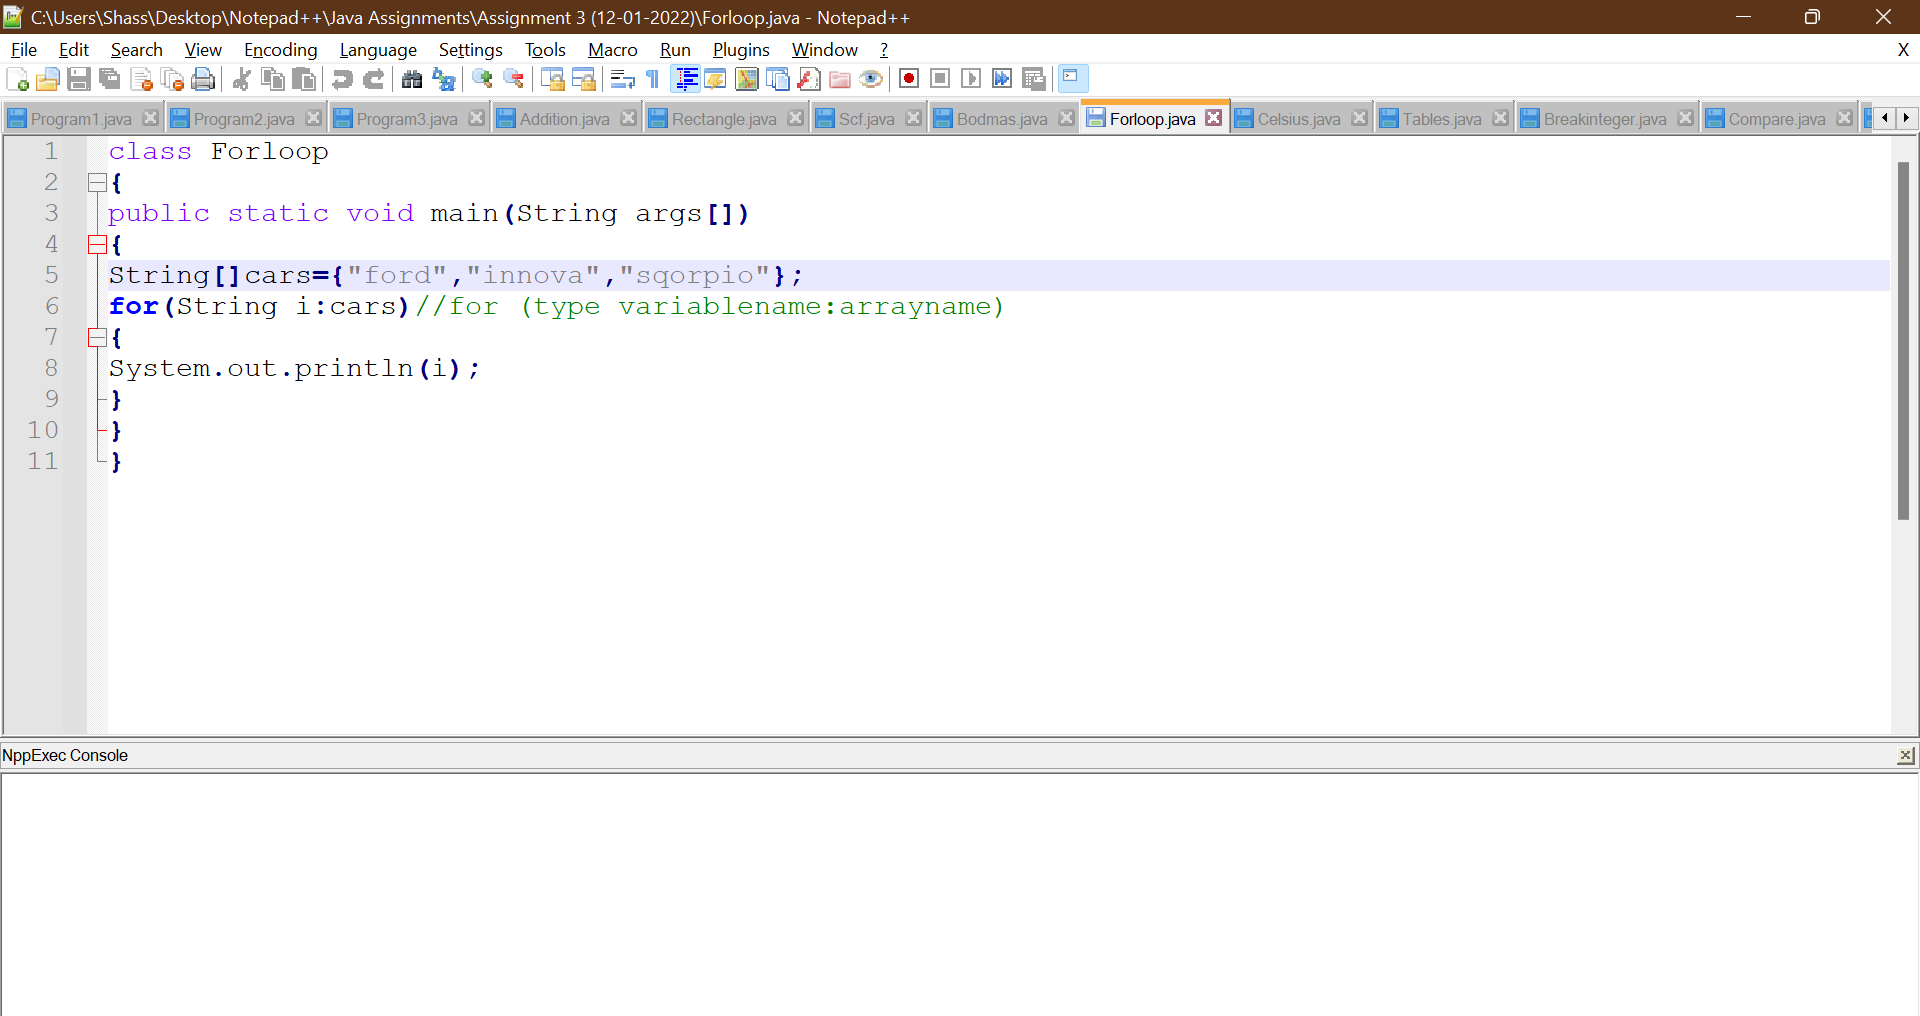 C:\Users\Shass\Desktop\Notepad++\Java Assignments\Assignment 3 (12-01-2022)\Forloop.java - Notepad++
File Edit Search View Encoding Language Settings Tools Macro Run Plugins Window ? X
Program1.java Program2.java Program3.java Addition.java Rectangle.java Scf.java Bodmas.java Forloop.java Celsius.java Tables.java Breakinteger.java Compare.java
1 class Forloop
2 {
3 public static void main(String args[])
4 {
5 String[]cars={"ford","innova","sqorpio"};
6 for(String i:cars)//for (type variablename:arrayname)
7 {
8 System.out.println(i);
9 }
10 }
11 }
NppExec Console